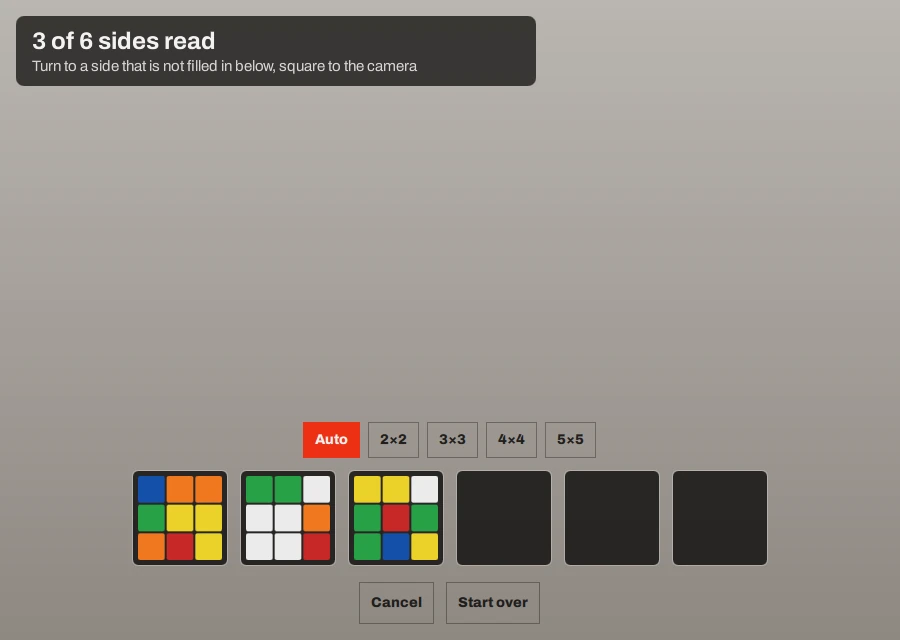 3 of 6 sides read
Turn to a side that is not filled in below, square to the camera
Auto 2×2 3×3 4×4 5×5
Cancel Start over